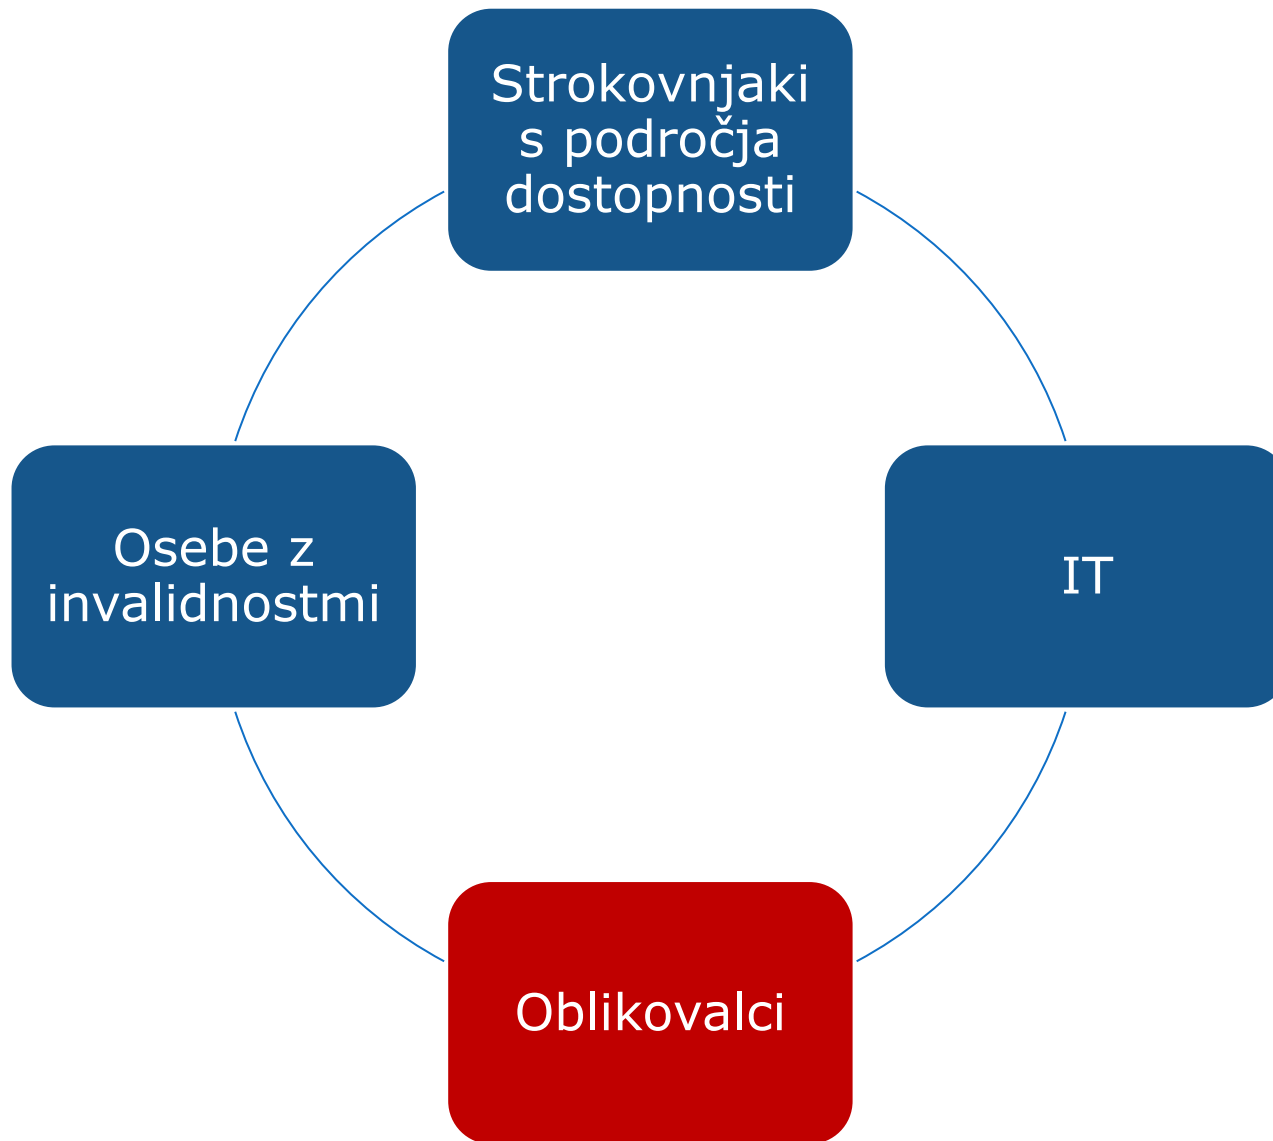 Strokovnjaki
s področja
dostopnosti
Osebe z
invalidnostmi
IT
Oblikovalci